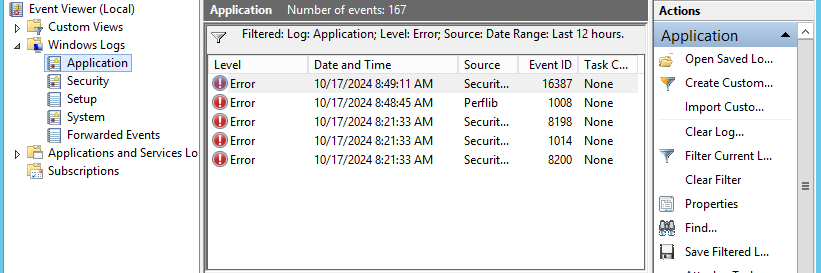 Event Viewer (Local)
Custom Views
Windows Logs
Application
Security
Setup
System
Forwarded Events
Applications and Services Lo
Subscriptions
Application Number of events: 167
Filtered: Log: Application; Level: Error; Source: Date Range: Last 12 hours.
Level Date and Time Source Event ID Task C...
Error 10/17/2024 8:49:11 AM Securit... 16387 None
Error 10/17/2024 8:48:45 AM Perflib 1008 None
Error 10/17/2024 8:21:33 AM Securit... 8198 None
Error 10/17/2024 8:21:33 AM Securit... 1014 None
Error 10/17/2024 8:21:33 AM Securit... 8200 None
Actions
Application
Open Saved Lo...
Create Custom...
Import Custo...
Clear Log...
Filter Current L...
Clear Filter
Properties
Find...
Save Filtered L...